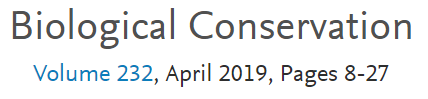 Biological Conservation
Volume 232, April 2019, Pages 8-27